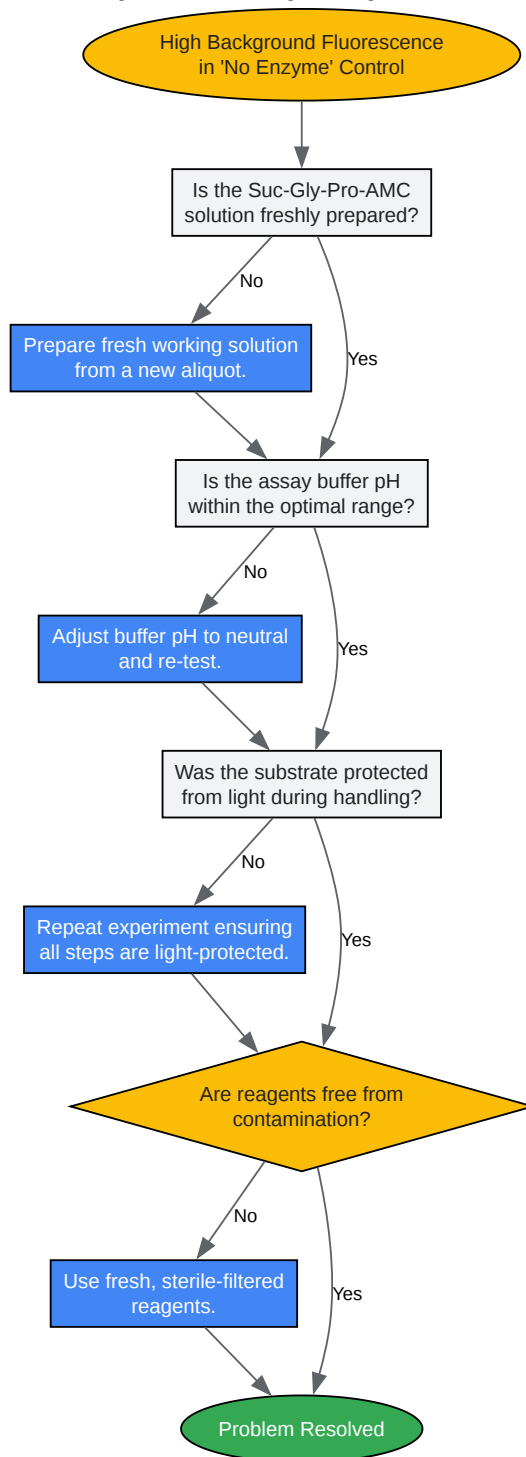 High Background Fluorescence
in 'No Enzyme' Control
Is the Suc-Gly-Pro-AMC
solution freshly prepared?
No
Yes
Prepare fresh working solution
from a new aliquot.
Is the assay buffer pH
within the optimal range?
No
Yes
Adjust buffer pH to neutral
and re-test.
Was the substrate protected
from light during handling?
No
Yes
Repeat experiment ensuring
all steps are light-protected.
Are reagents free from
contamination?
No
Yes
Use fresh, sterile-filtered
reagents.
Problem Resolved